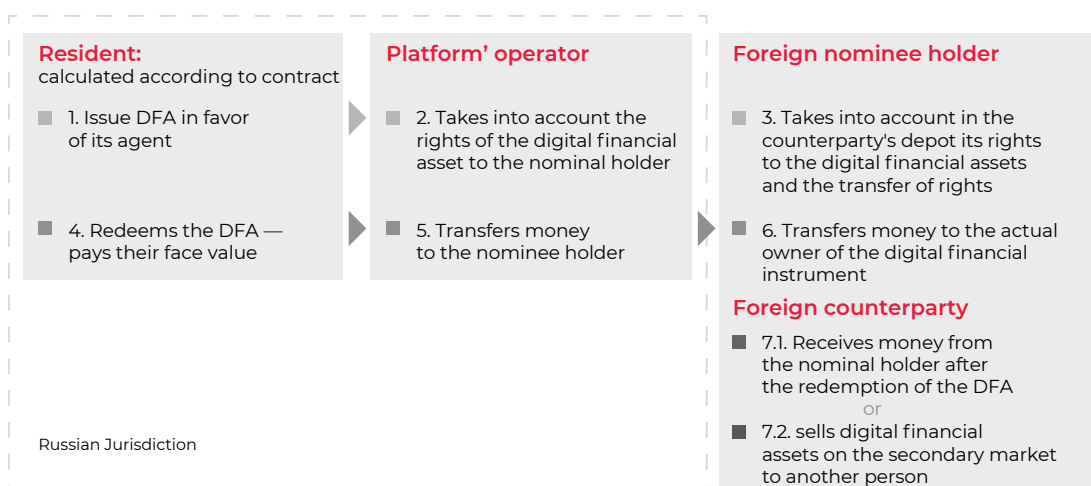 Resident:
calculated according to contract
1. Issue DFA in favor
of its agent
4. Redeems the DFA —
pays their face value
Platform’ operator
2. Takes into account the
rights of the digital financial
asset to the nominal holder
5. Transfers money
to the nominee holder
Foreign nominee holder
3. Takes into account in the
counterparty's depot its rights
to the digital financial assets
and the transfer of rights
6. Transfers money to the actual
owner of the digital financial
instrument
Foreign counterparty
7.1. Receives money from
the nominal holder after
the redemption of the DFA
or
7.2. sells digital financial
assets on the secondary market
to another person
Russian Jurisdiction